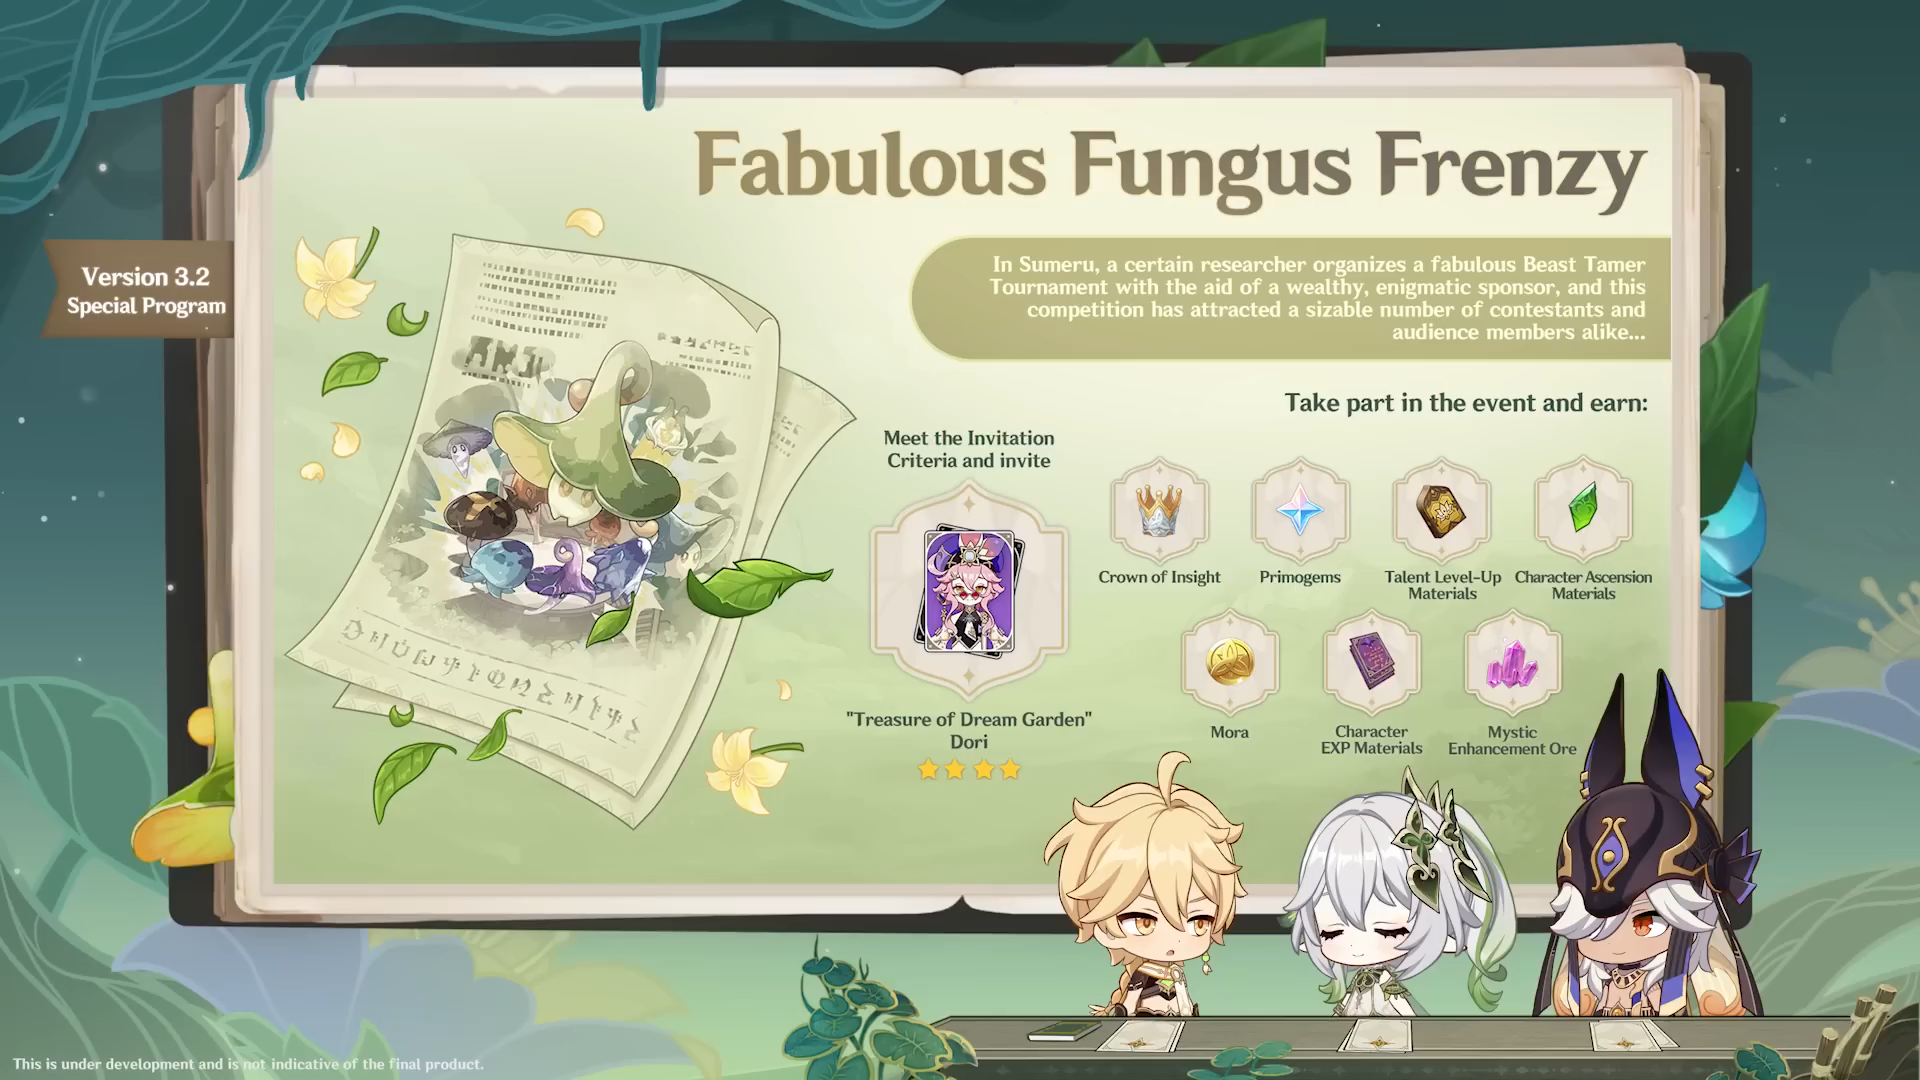 Fabulous Fungus Frenzy
Version 3.2
Special Program
In Sumeru, a certain researcher organizes a fabulous Beast Tamer
Tournament with the aid of a wealthy, enigmatic sponsor, and this
competition has attracted a sizable number of contestants and
audience members alike...
Take part in the event and earn:
Meet the Invitation
Criteria and invite
"Treasure of Dream Garden"
Dori
Crown of Insight
Primogems
Talent Level-Up
Materials
Character Ascension
Materials
Mora
Character
EXP Materials
Mystic
Enhancement Ore
This is under development and is not indicative of the final product.